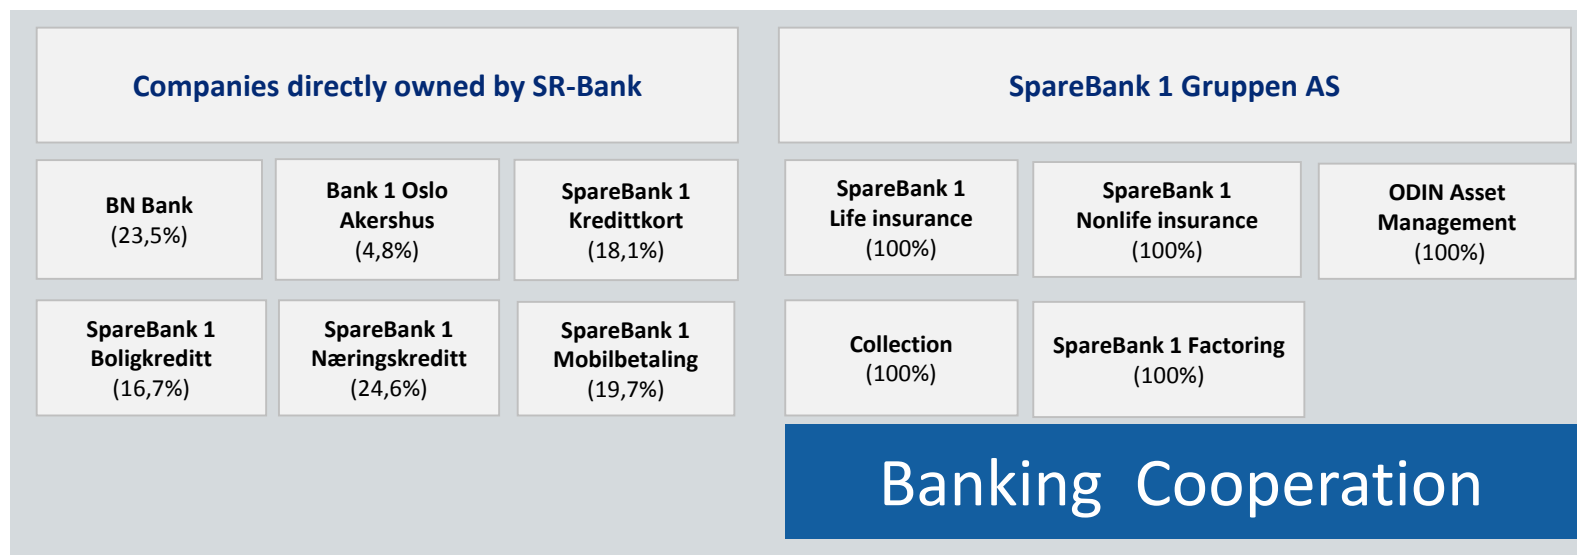 Companies directly owned by SR-Bank
BN Bank
(23,5%)
Bank 1 Oslo
Akershus
(4,8%)
SpareBank 1
Kredittkort
(18,1%)
SpareBank 1
Boligkreditt
(16,7%)
SpareBank 1
Næringskreditt
(24,6%)
SpareBank 1
Mobilbetaling
(19,7%)
SpareBank 1 Gruppen AS
SpareBank 1
Life insurance
(100%)
SpareBank 1
Nonlife insurance
(100%)
ODIN Asset
Management
(100%)
Collection
(100%)
SpareBank 1 Factoring
(100%)
Banking Cooperation